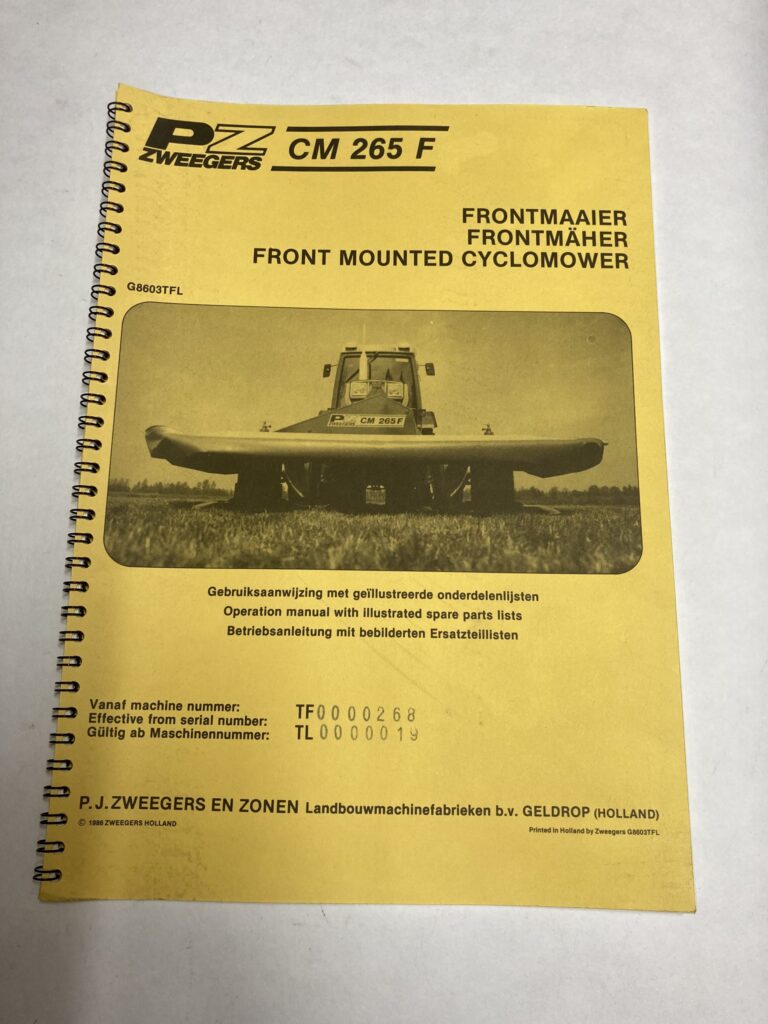 PZ
ZWEEGERS
CM 265 F
FRONTMAAIER
FRONTMÄHER
FRONT MOUNTED CYCLOMOWER
G8603TFL
PZ
ZWEEGERS
CM 265 F
Gebruiksaanwijzing met geïllustreerde onderdelenlijsten
Operation manual with illustrated spare parts lists
Betriebsanleitung mit bebilderten Ersatzteillisten
Vanaf machine nummer: TF0000268
Effective from serial number:
Gültig ab Maschinennummer: TL0000019
P.J. ZWEEGERS EN ZONEN Landbouwmachinefabrieken b.v. GELDROP (HOLLAND)
© 1986 ZWEEGERS HOLLAND
Printed in Holland by Zweegers G8603TFL